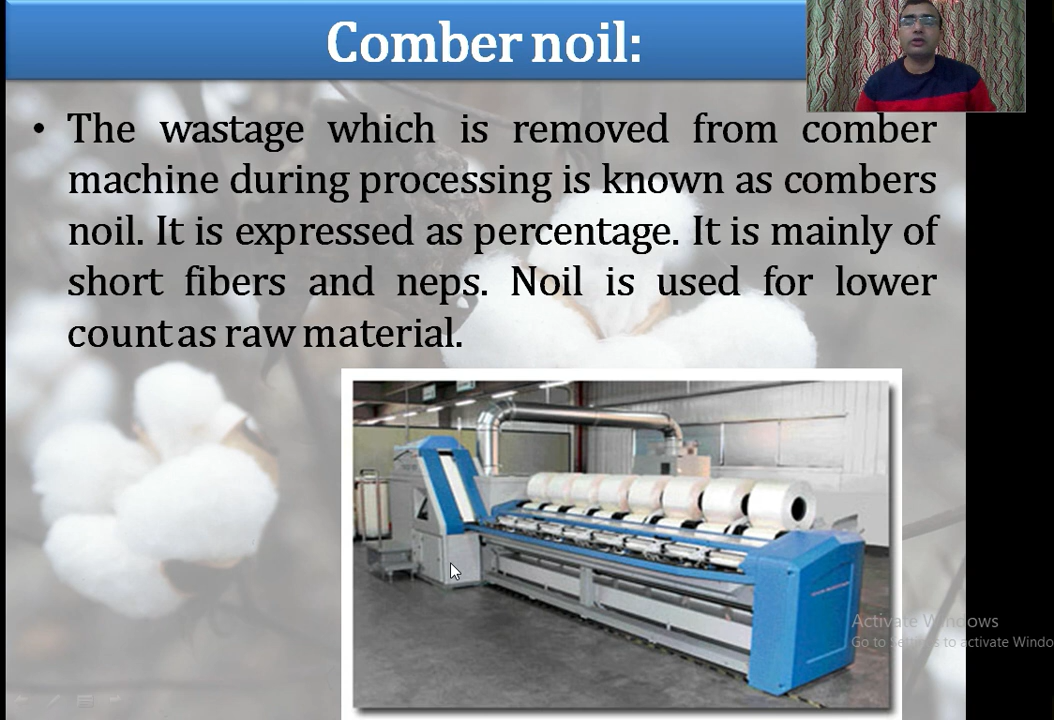 Comber noil:
• The wastage which is removed from comber
machine during processing is known as combers
noil. It is expressed as percentage. It is mainly of
short fibers and neps. Noil is used for lower
count as raw material.
Activate Windows
Go to Settings to activate Windo